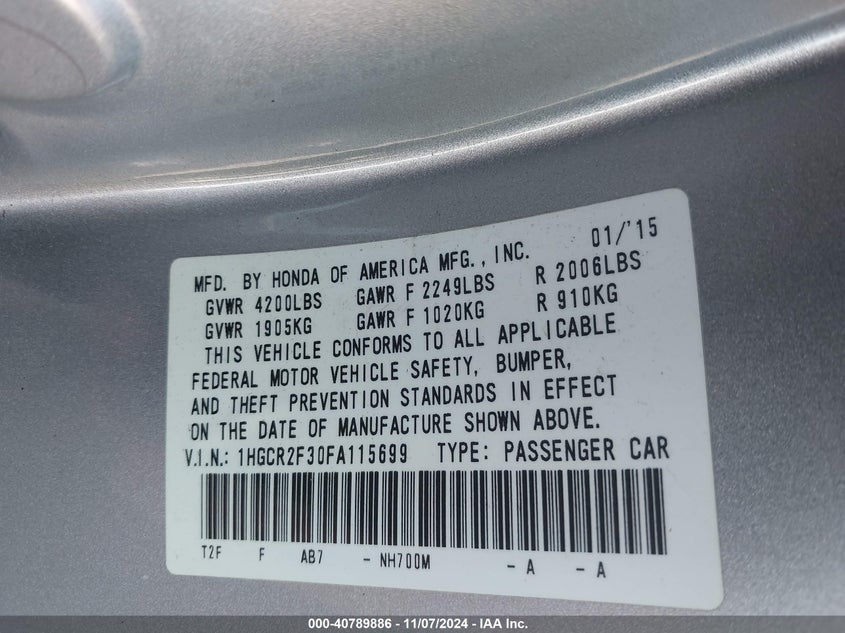 MFD. BY HONDA OF AMERICA MFG., INC. 01/'15
GVWR 4200LBS GAWR F 2249LBS R 2006LBS
GVWR 1905KG GAWR F 1020KG R 910KG
THIS VEHICLE CONFORMS TO ALL APPLICABLE
FEDERAL MOTOR VEHICLE SAFETY, BUMPER,
AND THEFT PREVENTION STANDARDS IN EFFECT
ON THE DATE OF MANUFACTURE SHOWN ABOVE.
V.I.N.: 1HGCR2F30FA115699 TYPE: PASSENGER CAR
T2F F AB7 - NH700M - A - A
000-40789886 - 11/07/2024 - IAA Inc.